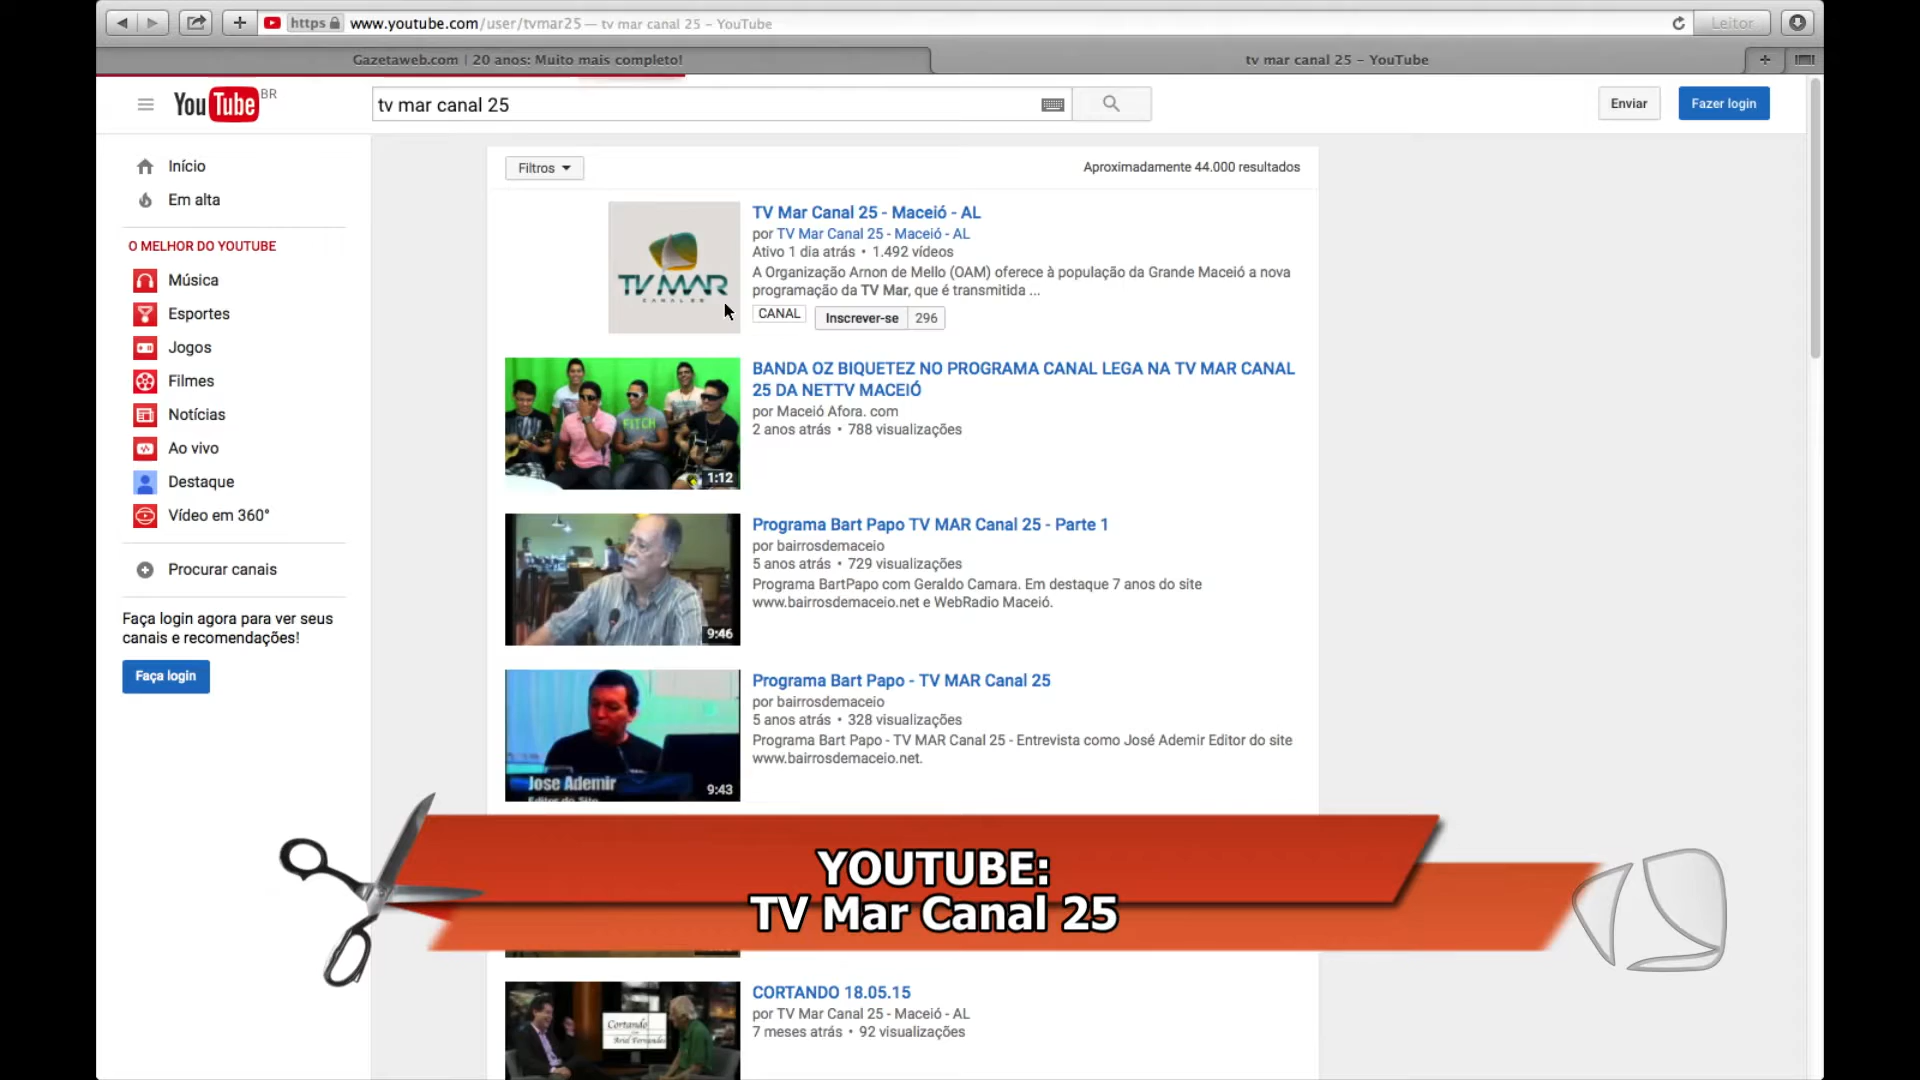 https www.youtube.com/user/tvmar25 — tv mar canal 25 – YouTube
Leitor
Gazetaweb.com | 20 anos: Muito mais completo!
tv mar canal 25 – YouTube
YouTube BR
tv mar canal 25
Enviar
Fazer login
Início
Em alta
O MELHOR DO YOUTUBE
Música
Esportes
Jogos
Filmes
Notícias
Ao vivo
Destaque
Vídeo em 360°
Procurar canais
Faça login agora para ver seus
canais e recomendações!
Faça login
Filtros
Aproximadamente 44.000 resultados
TV MAR
CANAL 25
TV Mar Canal 25 - Maceió - AL
por TV Mar Canal 25 - Maceió - AL
Ativo 1 dia atrás • 1.492 vídeos
A Organização Arnon de Mello (OAM) oferece à população da Grande Maceió a nova
programação da TV Mar, que é transmitida ...
CANAL
Inscrever-se 296
FITCH
1:12
BANDA OZ BIQUETEZ NO PROGRAMA CANAL LEGA NA TV MAR CANAL
25 DA NETTV MACEIÓ
por Maceió Afora. com
2 anos atrás • 788 visualizações
9:46
Programa Bart Papo TV MAR Canal 25 - Parte 1
por bairrosdemaceio
5 anos atrás • 729 visualizações
Programa BartPapo com Geraldo Camara. Em destaque 7 anos do site
www.bairrosdemaceio.net e WebRadio Maceió.
Jose Ademir
Editor do Site
9:43
Programa Bart Papo - TV MAR Canal 25
por bairrosdemaceio
5 anos atrás • 328 visualizações
Programa Bart Papo - TV MAR Canal 25 - Entrevista como José Ademir Editor do site
www.bairrosdemaceio.net.
YOUTUBE:
TV Mar Canal 25
Cortando
Ariel Fernandes
CORTANDO 18.05.15
por TV Mar Canal 25 - Maceió - AL
7 meses atrás • 92 visualizações